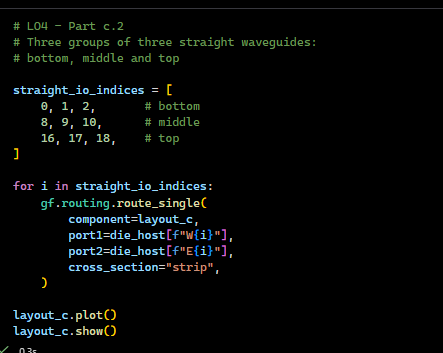 # LO4 – Part c.2
# Three groups of three straight waveguides:
# bottom, middle and top
straight_io_indices = [
    0, 1, 2,       # bottom
    8, 9, 10,      # middle
    16, 17, 18,    # top
]
for i in straight_io_indices:
    gf.routing.route_single(
        component=layout_c,
        port1=die_host[f"W{i}"],
        port2=die_host[f"E{i}"],
        cross_section="strip",
    )
layout_c.plot()
layout_c.show()
0.3s